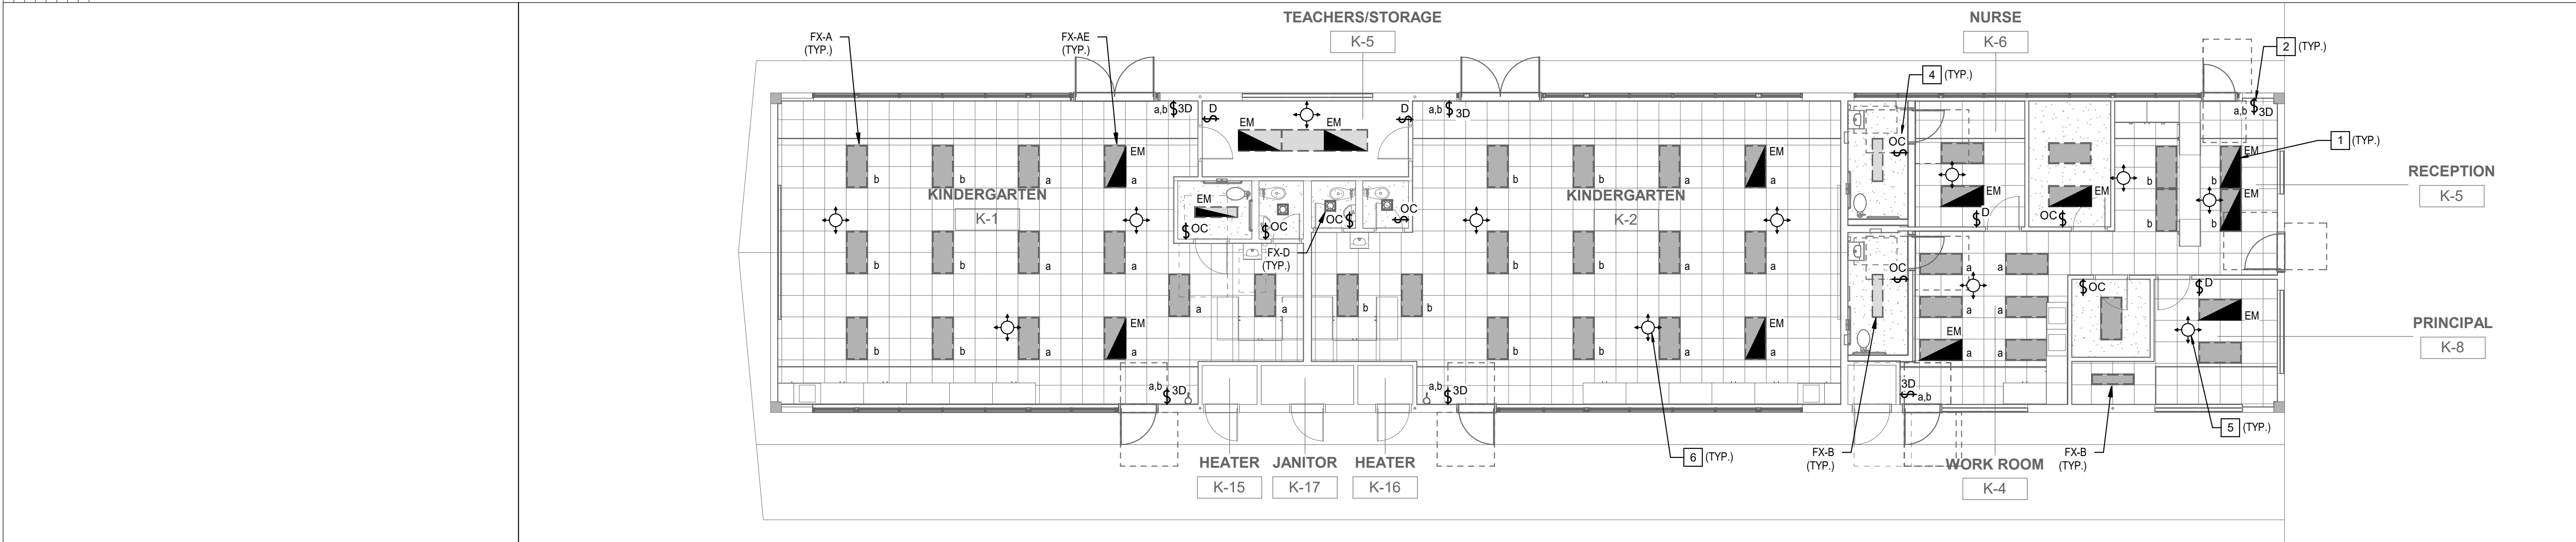 TEACHERS/STORAGE
K-5
NURSE
K-6
FX-A
(TYP.)
FX-AE
(TYP.)
2 (TYP.)
4 (TYP.)
1 (TYP.)
a,b $ 3D
D $
D $
a,b $ 3D
a,b $ 3D
EM
EM
EM
EM
EM
EM
OC $
b
b
a
a
b
b
a
a
b
b
b
b
KINDERGARTEN
K-1
KINDERGARTEN
K-2
RECEPTION
K-5
EM
EM
EM
$ OC
$ OC
OC $
OC $
$ D
OC $
FX-D
(TYP.)
b
b
a
a
b
b
a
a
a
a
b
b
OC $
a
a
a
a
a
a
$ OC
$ D
EM
EM
EM
EM
EM
b
b
a
a
b
b
a
a
PRINCIPAL
K-8
a,b $ 3D
a,b $ 3D
3D $ a,b
5 (TYP.)
6 (TYP.)
FX-B
(TYP.)
FX-B
(TYP.)
HEATER
K-15
JANITOR
K-17
HEATER
K-16
WORK ROOM
K-4